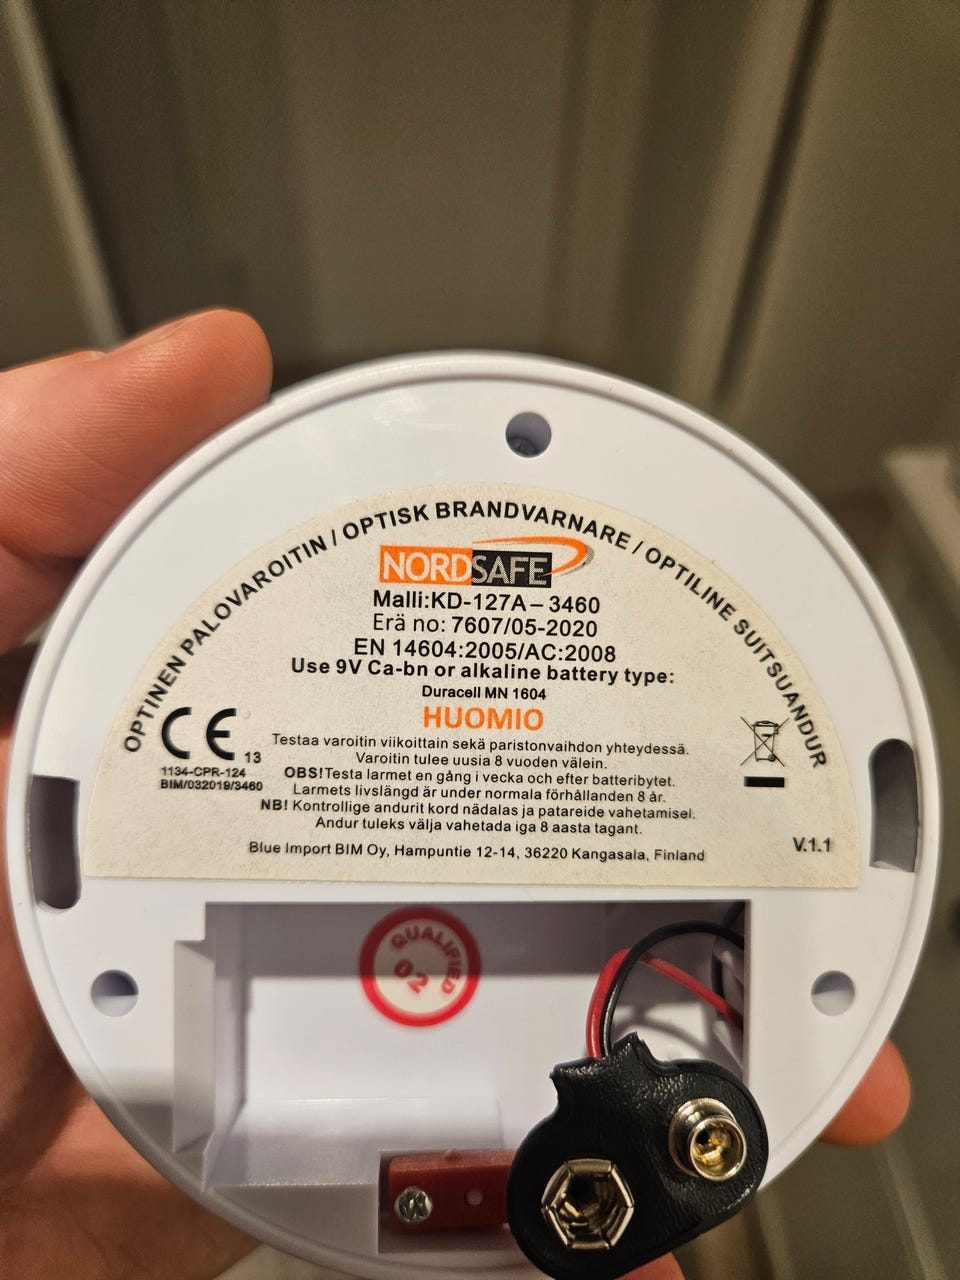 OPTINEN PALOVAROITIN / OPTISK BRANDVARNARE / OPTILINE SUITSUANDUR
NORDSAFE
Malli:KD-127A – 3460
Erä no: 7607/05-2020
EN 14604:2005/AC:2008
Use 9V Ca-bn or alkaline battery type:
Duracell MN 1604
HUOMIO
Testaa varoitin viikoittain sekä paristonvaihdon yhteydessä.
Varoitin tulee uusia 8 vuoden välein.
OBS!Testa larmet en gång i vecka och efter batteribytet.
Larmets livslängd är under normala förhållanden 8 år.
NB! Kontrollige andurit kord nädalas ja patareide vahetamisel.
Andur tuleks välja vahetada iga 8 aasta tagant.
CE 13
1134-CPR-124
BIM/032019/3460
Blue Import BIM Oy, Hampuntie 12-14, 36220 Kangasala, Finland
V.1.1
QUALIFIED
02